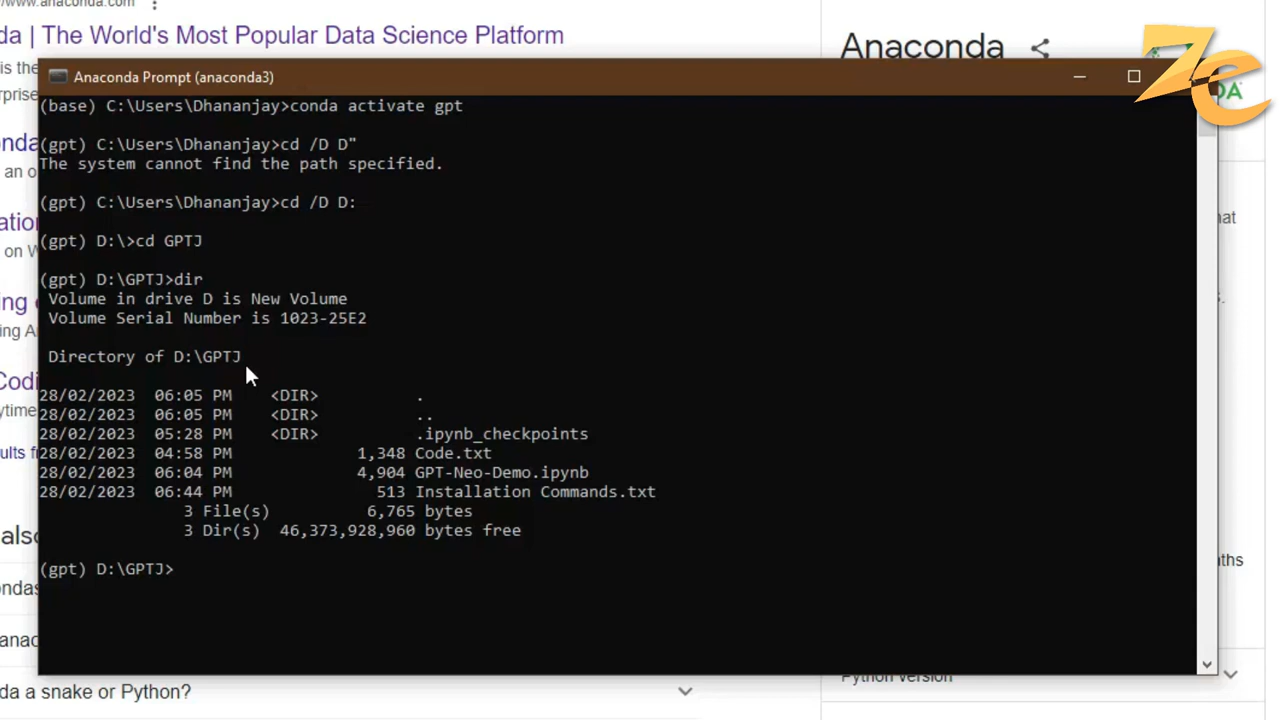 /www.anaconda.com
da | The World's Most Popular Data Science Platform
Anaconda
Ze
DA
is the
Anaconda Prompt (anaconda3)
(base) C:\Users\Dhananjay>conda activate gpt
(gpt) C:\Users\Dhananjay>cd /D D"
The system cannot find the path specified.
(gpt) C:\Users\Dhananjay>cd /D D:
(gpt) D:\>cd GPTJ
(gpt) D:\GPTJ>dir
Volume in drive D is New Volume
Volume Serial Number is 1023-25E2
Directory of D:\GPTJ
28/02/2023 06:05 PM <DIR> .
28/02/2023 06:05 PM <DIR> ..
28/02/2023 05:28 PM <DIR> .ipynb_checkpoints
28/02/2023 04:58 PM 1,348 Code.txt
28/02/2023 06:04 PM 4,904 GPT-Neo-Demo.ipynb
28/02/2023 06:44 PM 513 Installation Commands.txt
3 File(s) 6,765 bytes
3 Dir(s) 46,373,928,960 bytes free
(gpt) D:\GPTJ>
da a snake or Python?
Python version